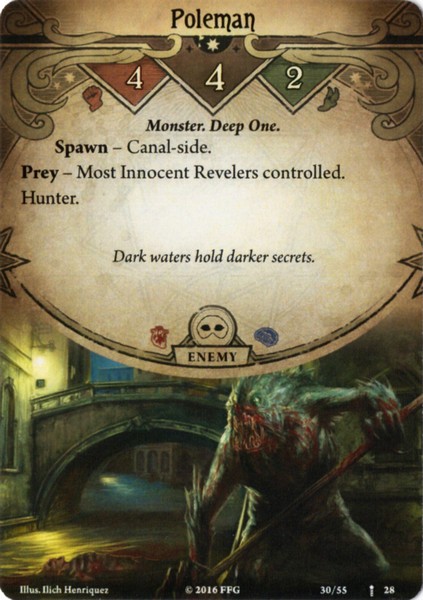 Poleman
4 4 2
Monster. Deep One.
Spawn – Canal-side.
Prey – Most Innocent Revelers controlled.
Hunter.
Dark waters hold darker secrets.
ENEMY
Illus. Ilich Henriquez © 2016 FFG 30/55 28